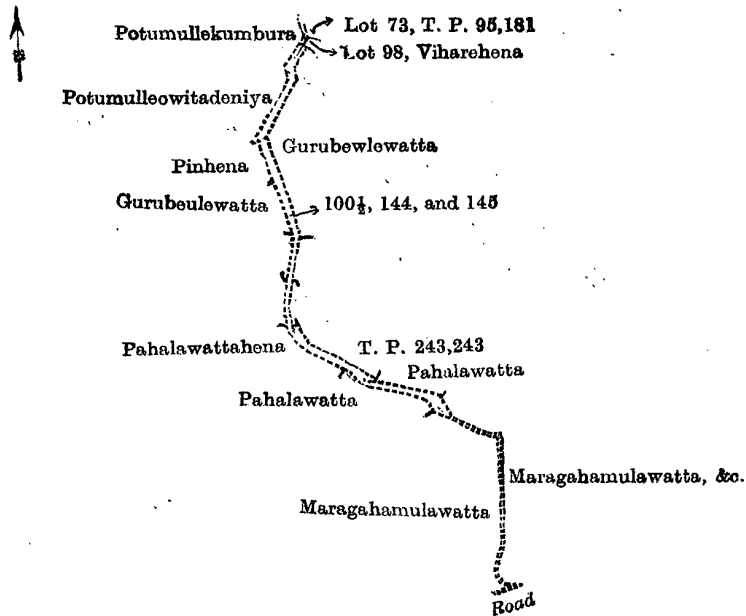 Potumullekumbura
Lot 73, T. P. 95,181
Lot 98, Viharehena
Potumulleowitadeniya
Gurubewlewatta
Pinhena
Gurubeulewatta
100½, 144, and 145
Pahalawattahena
T. P. 243,243
Pahalawatta
Pahalawatta
Maragahamulawatta, &c.
Maragahamulawatta
Road